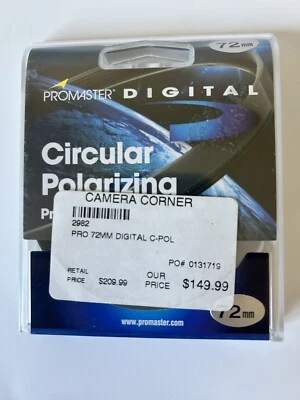 72mm
PROMASTER DIGITAL
Circular
Polarizing
Pr
CAMERA CORNER
2982
PRO 72MM DIGITAL C-POL
PO# 0131719
RETAIL PRICE $209.99
OUR PRICE $149.99
www.promaster.com
72mm